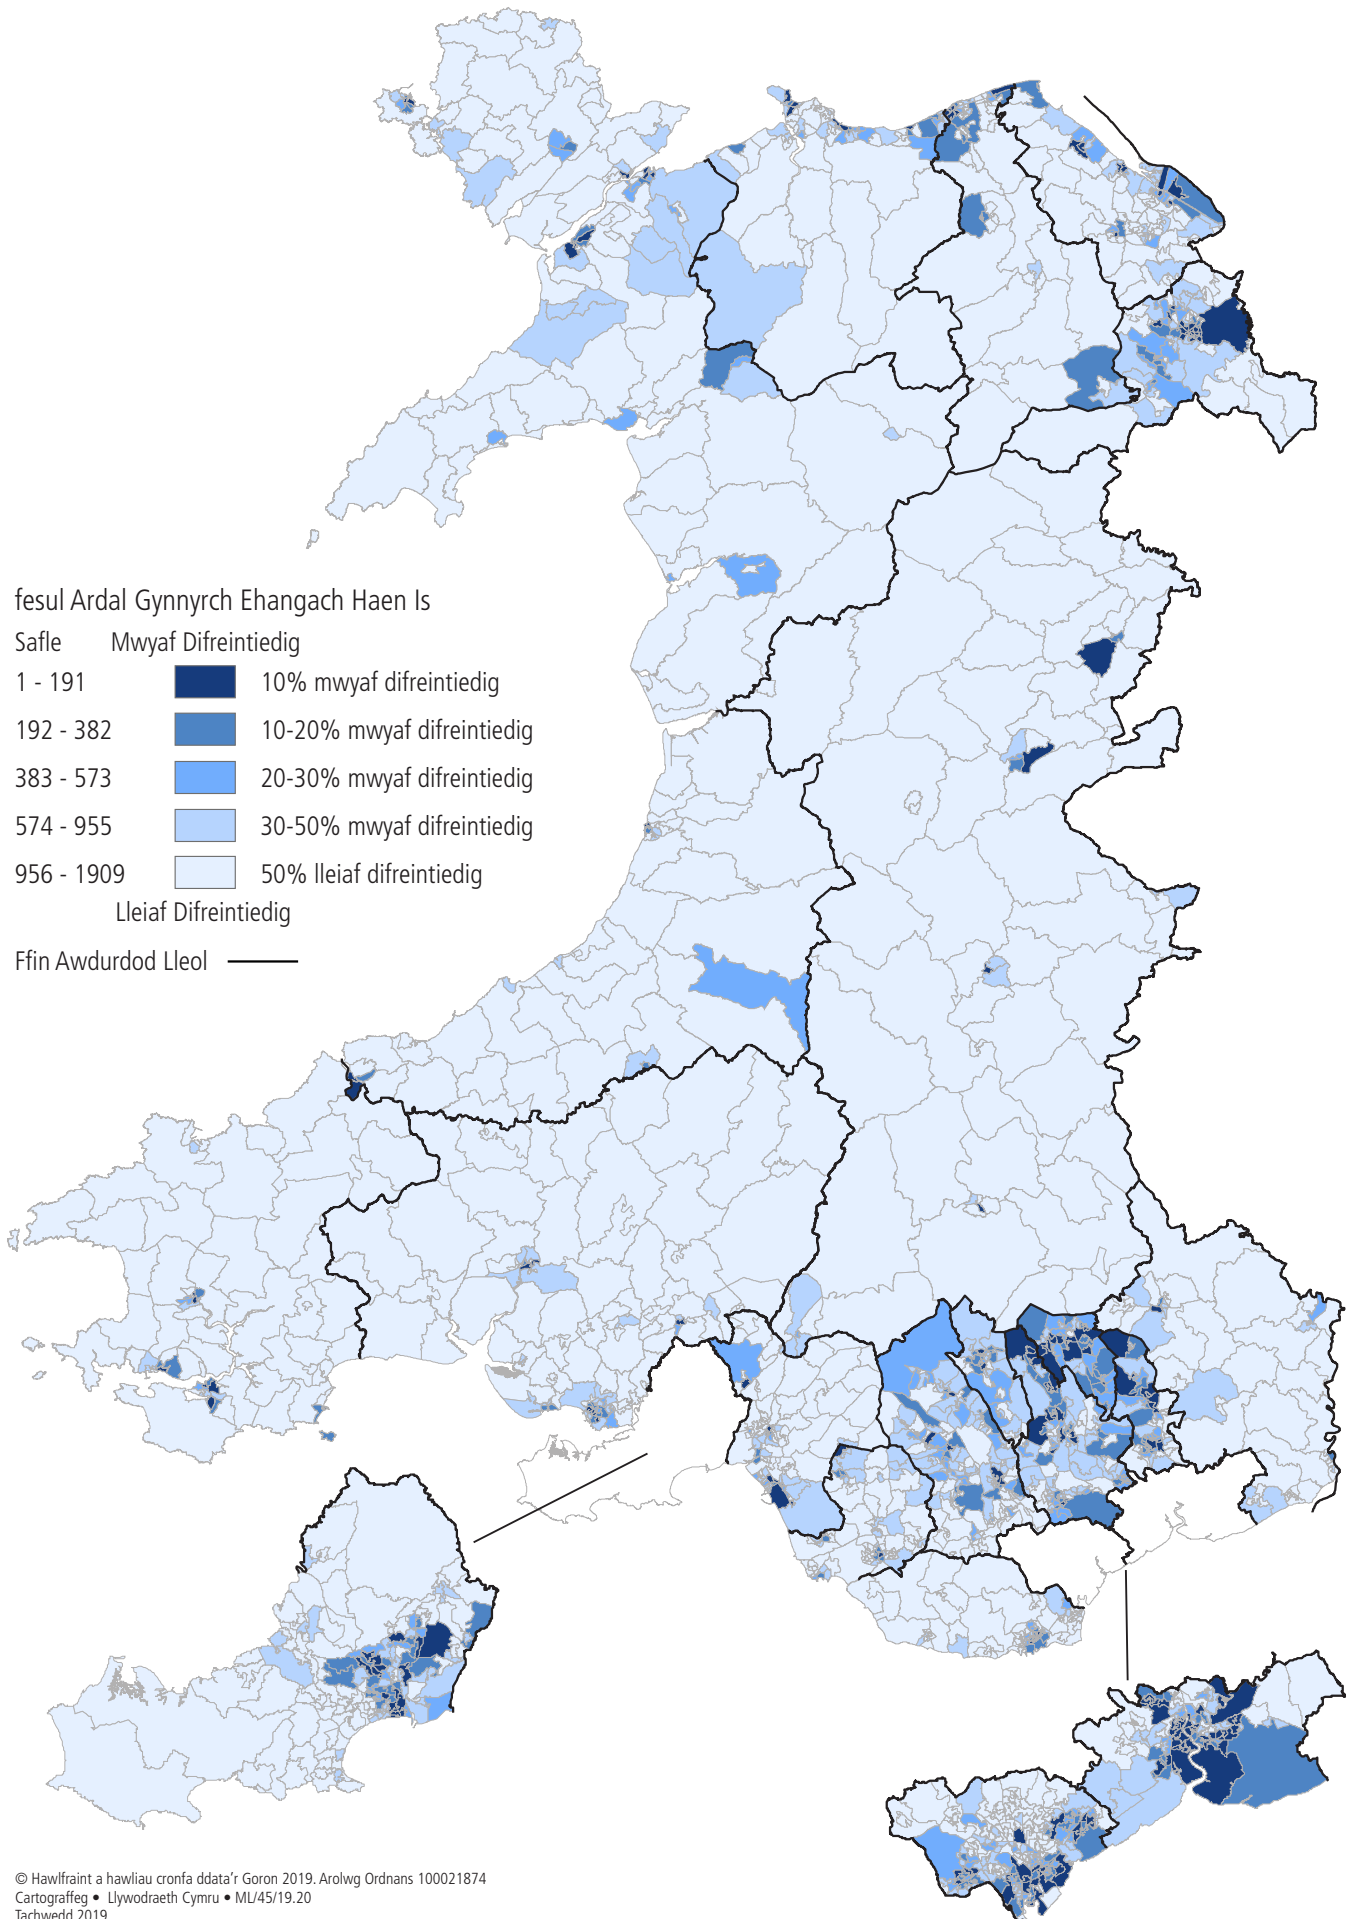 fesul Ardal Gynnyrch Ehangach Haen Is
Safle Mwyaf Difreintiedig
1 - 191 10% mwyaf difreintiedig
192 - 382 10-20% mwyaf difreintiedig
383 - 573 20-30% mwyaf difreintiedig
574 - 955 30-50% mwyaf difreintiedig
956 - 1909 50% lleiaf difreintiedig
Lleiaf Difreintiedig
Ffin Awdurdod Lleol
© Hawlfraint a hawliau cronfa ddata'r Goron 2019. Arolwg Ordnans 100021874
Cartograffeg • Llywodraeth Cymru • ML/45/19.20
Tachwedd 2019